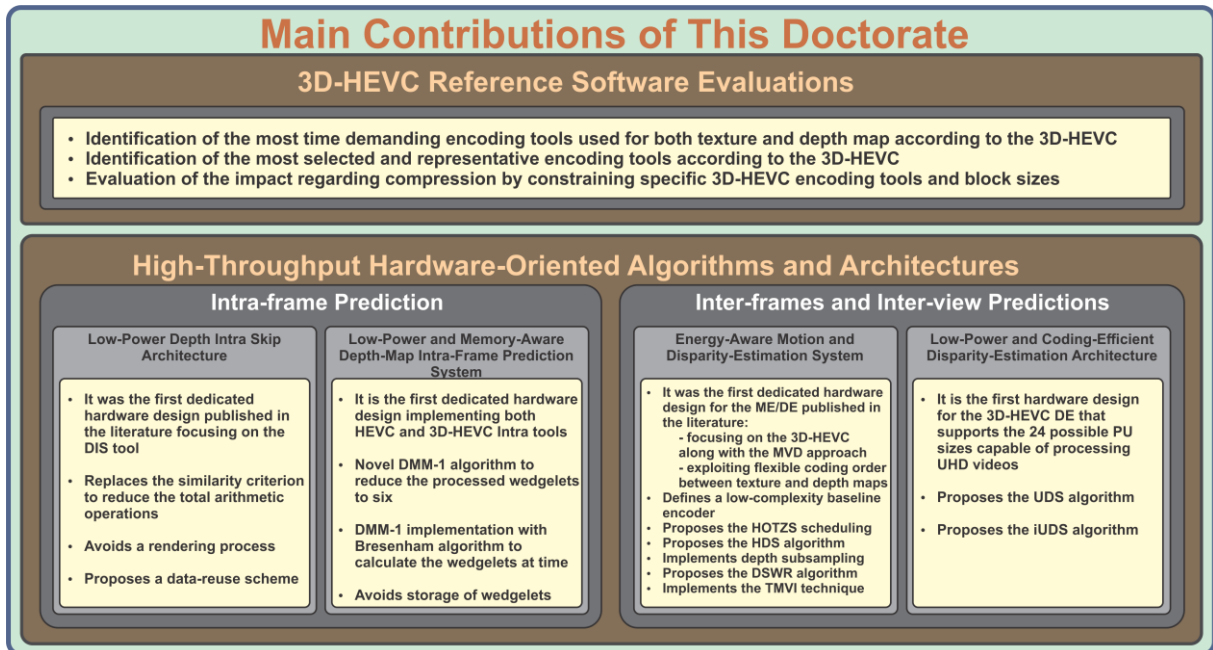 Main Contributions of This Doctorate
3D-HEVC Reference Software Evaluations
• Identification of the most time demanding encoding tools used for both texture and depth map according to the 3D-HEVC
• Identification of the most selected and representative encoding tools according to the 3D-HEVC
• Evaluation of the impact regarding compression by constraining specific 3D-HEVC encoding tools and block sizes
High-Throughput Hardware-Oriented Algorithms and Architectures
Intra-frame Prediction
Low-Power Depth Intra Skip
Architecture
• It was the first dedicated
hardware design published in
the literature focusing on the
DIS tool
• Replaces the similarity criterion
to reduce the total arithmetic
operations
• Avoids a rendering process
• Proposes a data-reuse scheme
Low-Power and Memory-Aware
Depth-Map Intra-Frame Prediction
System
• It is the first dedicated hardware
design implementing both
HEVC and 3D-HEVC Intra tools
• Novel DMM-1 algorithm to
reduce the processed wedgelets
to six
• DMM-1 implementation with
Bresenham algorithm to
calculate the wedgelets at time
• Avoids storage of wedgelets
Inter-frames and Inter-view Predictions
Energy-Aware Motion and
Disparity-Estimation System
• It was the first dedicated hardware
design for the ME/DE published in
the literature:
- focusing on the 3D-HEVC
along with the MVD approach
- exploiting flexible coding order
between texture and depth maps
• Defines a low-complexity baseline
encoder
• Proposes the HOTZS scheduling
• Proposes the HDS algorithm
• Implements depth subsampling
• Proposes the DSWR algorithm
• Implements the TMVI technique
Low-Power and Coding-Efficient
Disparity-Estimation Architecture
• It is the first hardware design
for the 3D-HEVC DE that
supports the 24 possible PU
sizes capable of processing
UHD videos
• Proposes the UDS algorithm
• Proposes the iUDS algorithm